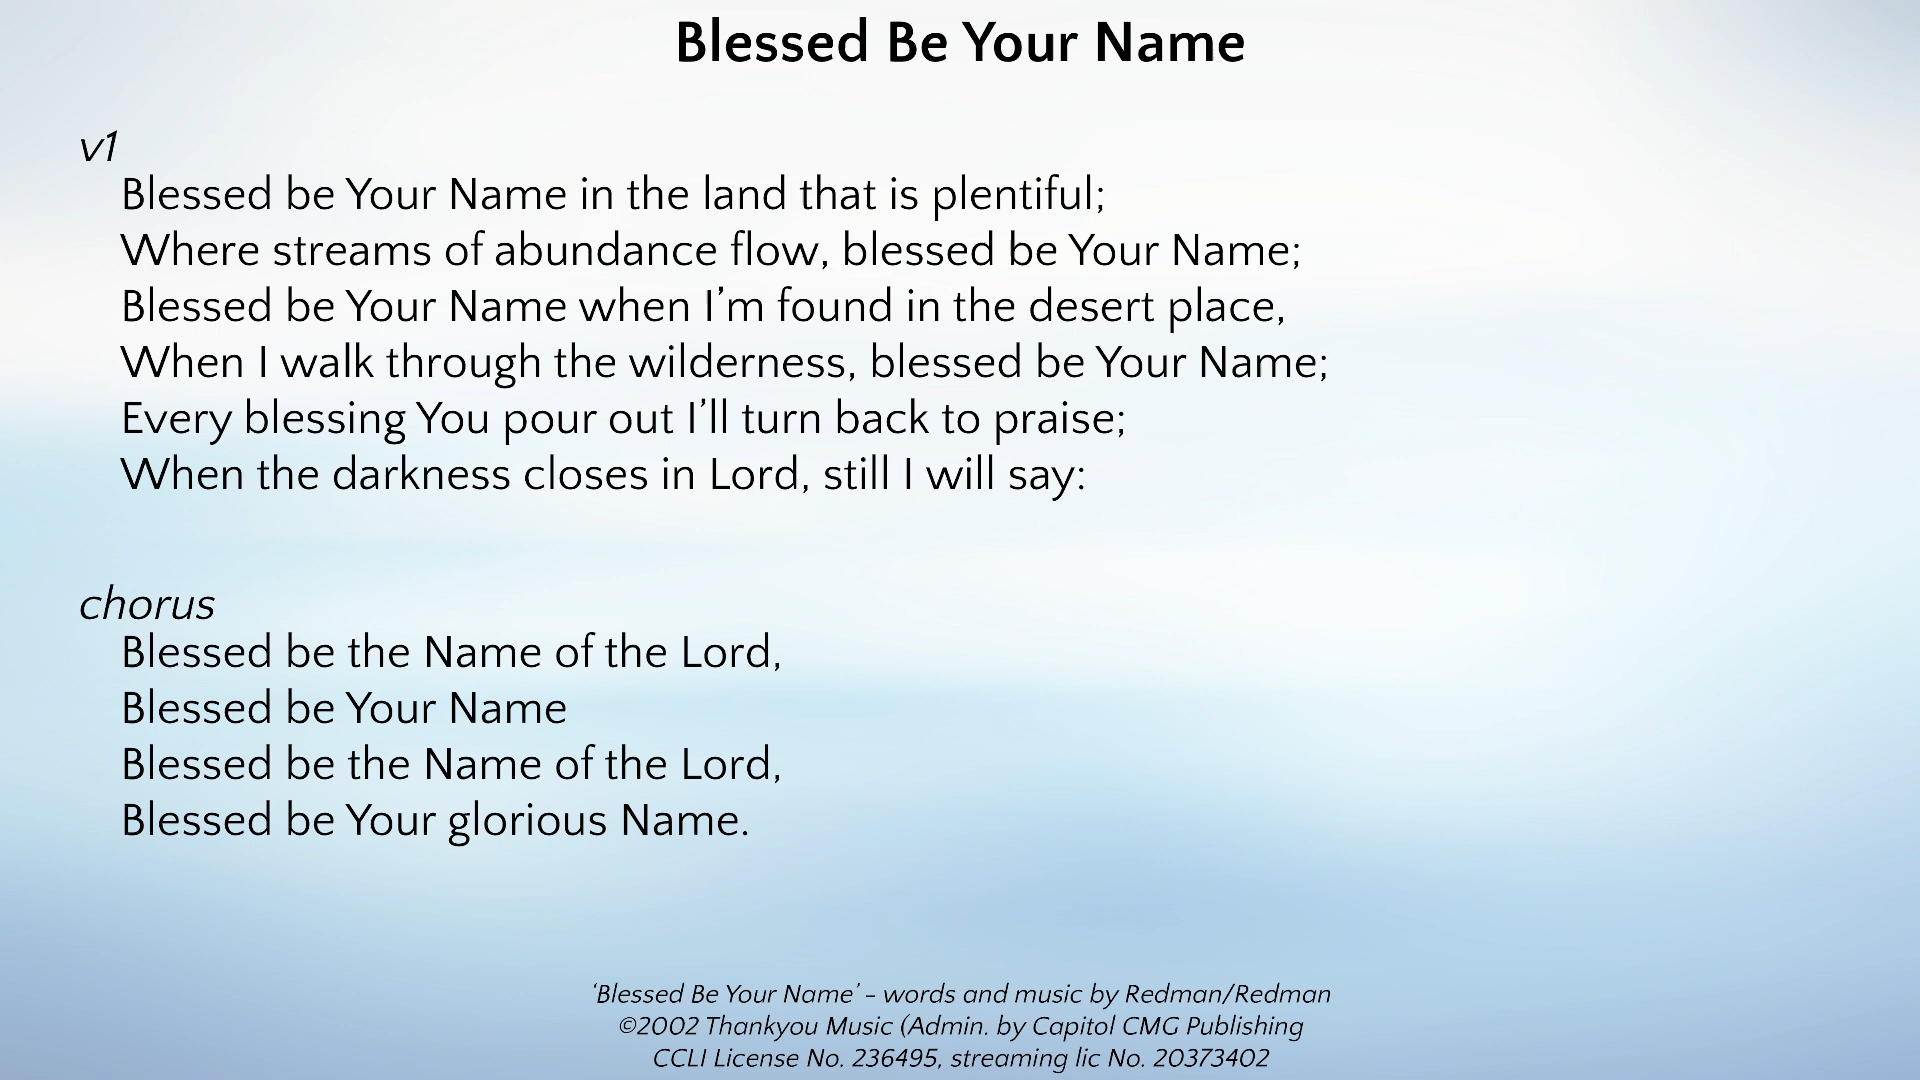 Blessed Be Your Name
v1
Blessed be Your Name in the land that is plentiful;
Where streams of abundance flow, blessed be Your Name;
Blessed be Your Name when I’m found in the desert place,
When I walk through the wilderness, blessed be Your Name;
Every blessing You pour out I’ll turn back to praise;
When the darkness closes in Lord, still I will say:
chorus
Blessed be the Name of the Lord,
Blessed be Your Name
Blessed be the Name of the Lord,
Blessed be Your glorious Name.
‘Blessed Be Your Name’ - words and music by Redman/Redman
©2002 Thankyou Music (Admin. by Capitol CMG Publishing
CCLI License No. 236495, streaming lic No. 20373402